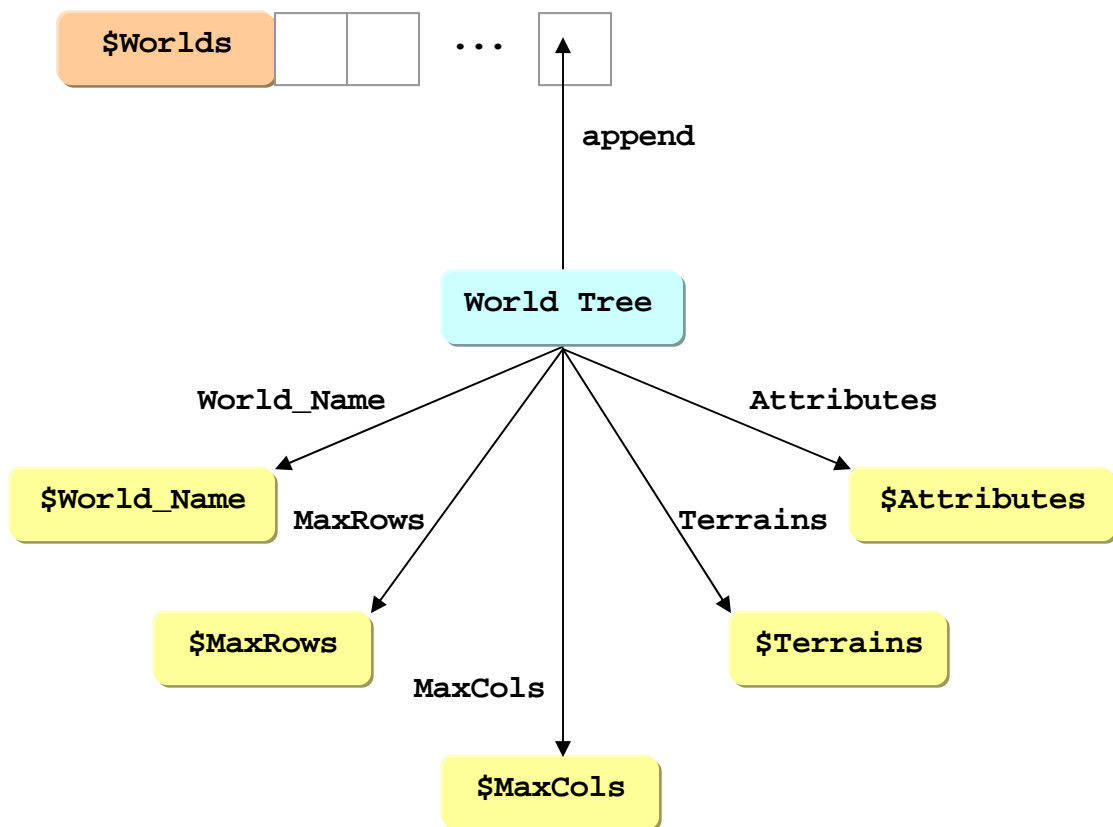 $Worlds
...
append
World Tree
World_Name
Attributes
$World_Name
$Attributes
MaxRows
Terrains
$MaxRows
$Terrains
MaxCols
$MaxCols